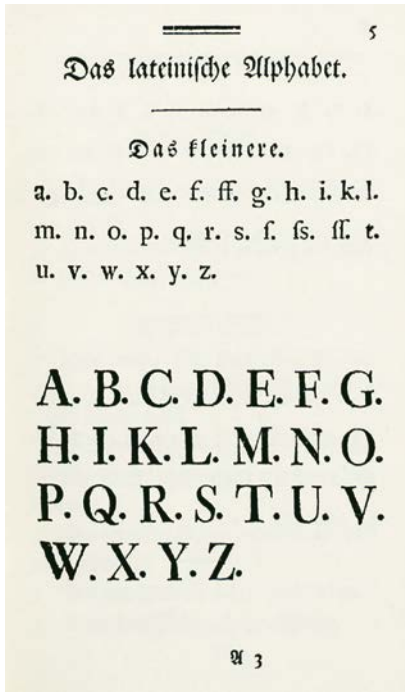 5
Das lateiniſche Alphabet.
Das kleinere.
a. b. c. d. e. f. ff. g. h. i. k. l.
m. n. o. p. q. r. s. ſ. ſs. ſſ. t.
u. v. w. x. y. z.
A. B. C. D. E. F. G.
H. I. K. L. M. N. O.
P. Q. R. S. T. U. V.
W. X. Y. Z.
A 3